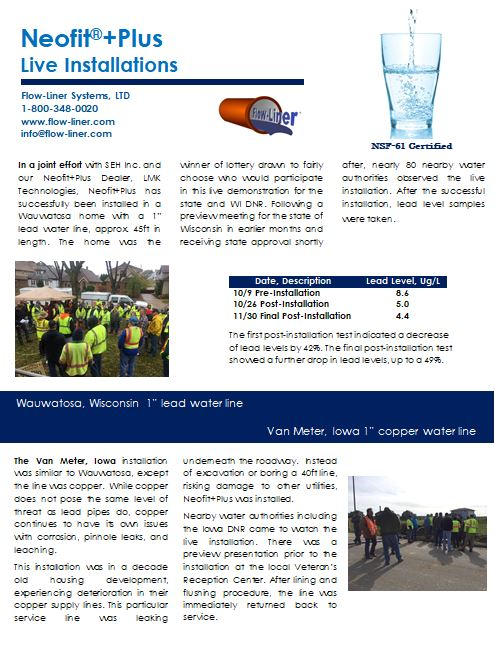 Neofit®+Plus
Live Installations
Flow-Liner Systems, LTD
1-800-348-0020
www.flow-liner.com
info@flow-liner.com
Flow-Liner®
NSF-61 Certified
In a joint effort with SEH Inc. and
our Neofit+Plus Dealer, LMK
Technologies, Neofit+Plus has
successfully been installed in a
Wauwatosa home with a 1”
lead water line, approx. 45ft in
length. The home was the
winner of lottery drawn to fairly
choose who would participate
in this live demonstration for the
state and WI DNR. Following a
preview meeting for the state of
Wisconsin in earlier months and
receiving state approval shortly
after, nearly 80 nearby water
authorities observed the live
installation. After the successful
installation, lead level samples
were taken.
Date, Description Lead Level, Ug/L
10/9 Pre-Installation 8.6
10/26 Post-Installation 5.0
11/30 Final Post-Installation 4.4
The first post-installation test indicated a decrease
of lead levels by 42%. The final post-installation test
showed a further drop in lead levels, up to a 49%.
Wauwatosa, Wisconsin 1” lead water line
Van Meter, Iowa 1” copper water line
The Van Meter, Iowa installation
was similar to Wauwatosa, except
the line was copper. While copper
does not pose the same level of
threat as lead pipes do, copper
continues to have its own issues
with corrosion, pinhole leaks, and
leaching.
This installation was in a decade
old housing development,
experiencing deterioration in their
copper supply lines. This particular
service line was leaking
underneath the roadway. Instead
of excavation or boring a 40ft line,
risking damage to other utilities,
Neofit+Plus was installed.
Nearby water authorities including
the Iowa DNR came to watch the
live installation. There was a
preview presentation prior to the
installation at the local Veteran’s
Reception Center. After lining and
flushing procedure, the line was
immediately returned back to
service.